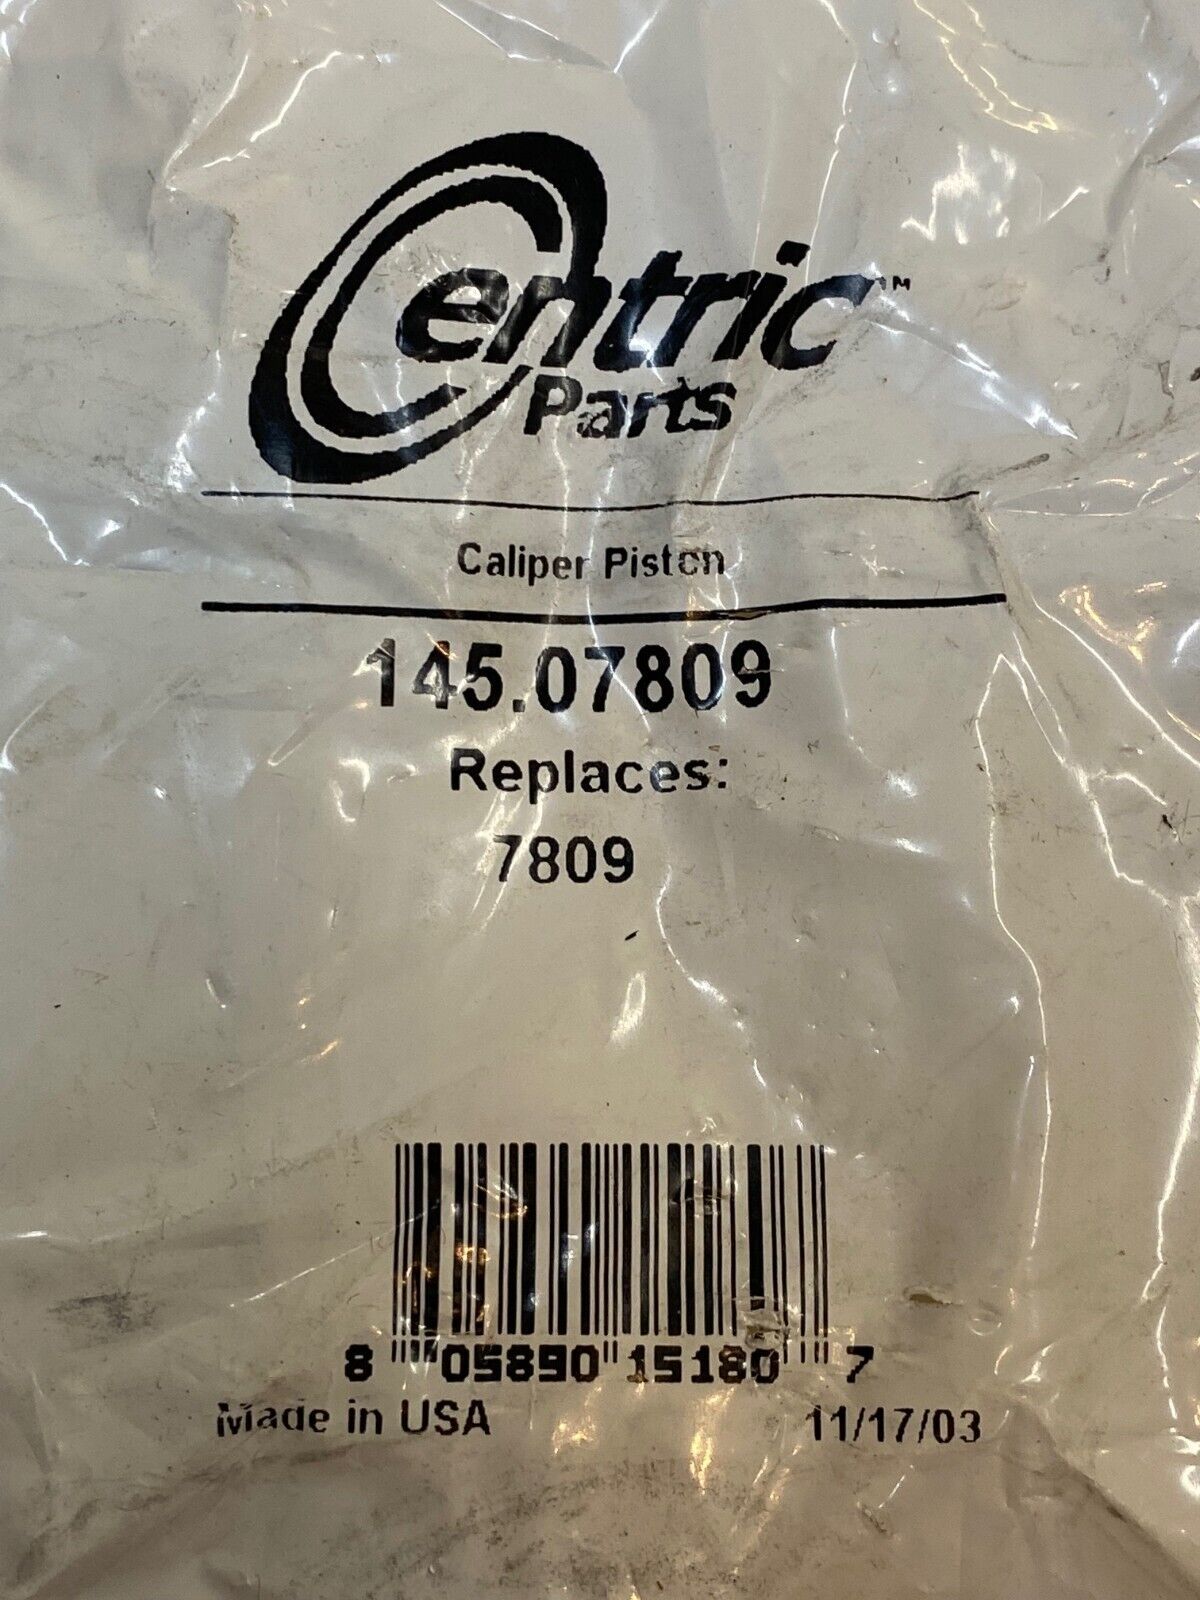 Centric™
Parts
Caliper Piston
145.07809
Replaces:
7809
8 05890 15180 7
Made in USA 11/17/03